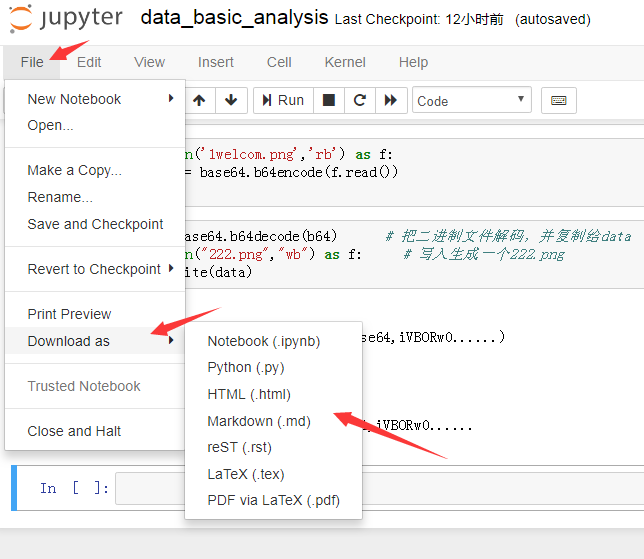 jupyter data_basic_analysis Last Checkpoint: 12小时前 (autosaved)
File Edit View Insert Cell Kernel Help
Run Code
New Notebook
Open...
Make a Copy...
Rename...
Save and Checkpoint
Revert to Checkpoint
Print Preview
Download as
Trusted Notebook
Close and Halt
Notebook (.ipynb)
Python (.py)
HTML (.html)
Markdown (.md)
reST (.rst)
LaTeX (.tex)
PDF via LaTeX (.pdf)
n('1welcom.png','rb') as f:
= base64.b64encode(f.read())
ase64.b64decode(b64) # 把二进制文件解码，并复制给data
n("222.png","wb") as f: # 写入生成一个222.png
ite(data)
se64,iVBORw0......)
,iVBORw0......
In [ ]: